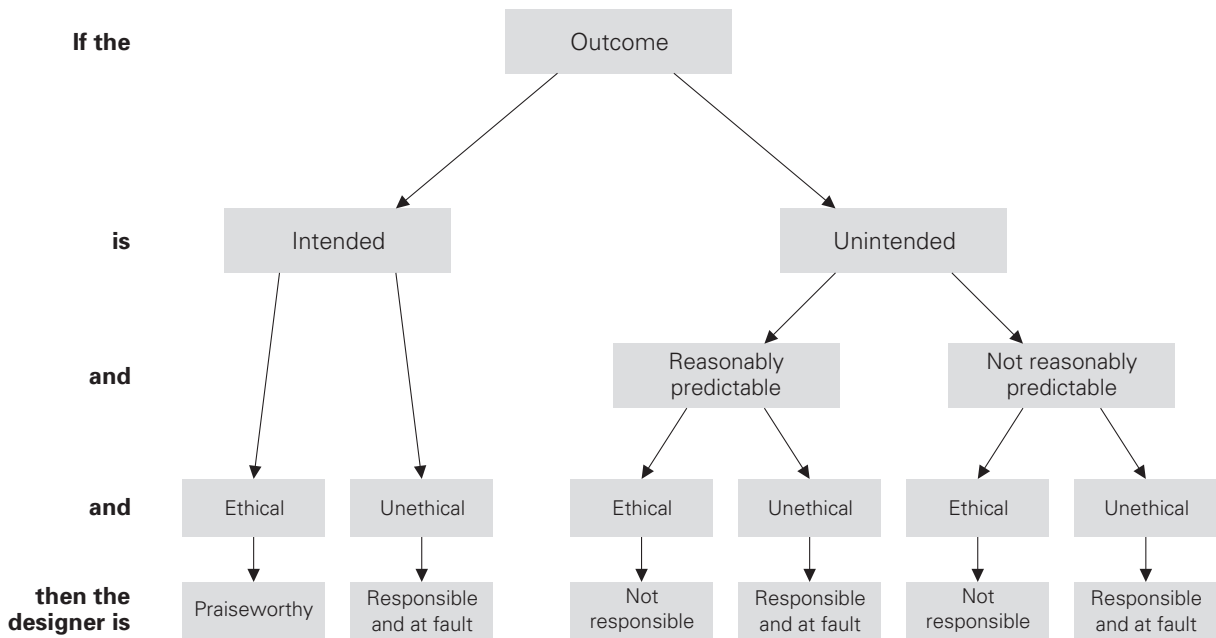 If the
Outcome
is
Intended
Unintended
and
Reasonably
predictable
Not reasonably
predictable
and
Ethical
Unethical
Ethical
Unethical
Ethical
Unethical
then the
designer is
Praiseworthy
Responsible
and at fault
Not
responsible
Responsible
and at fault
Not
responsible
Responsible
and at fault